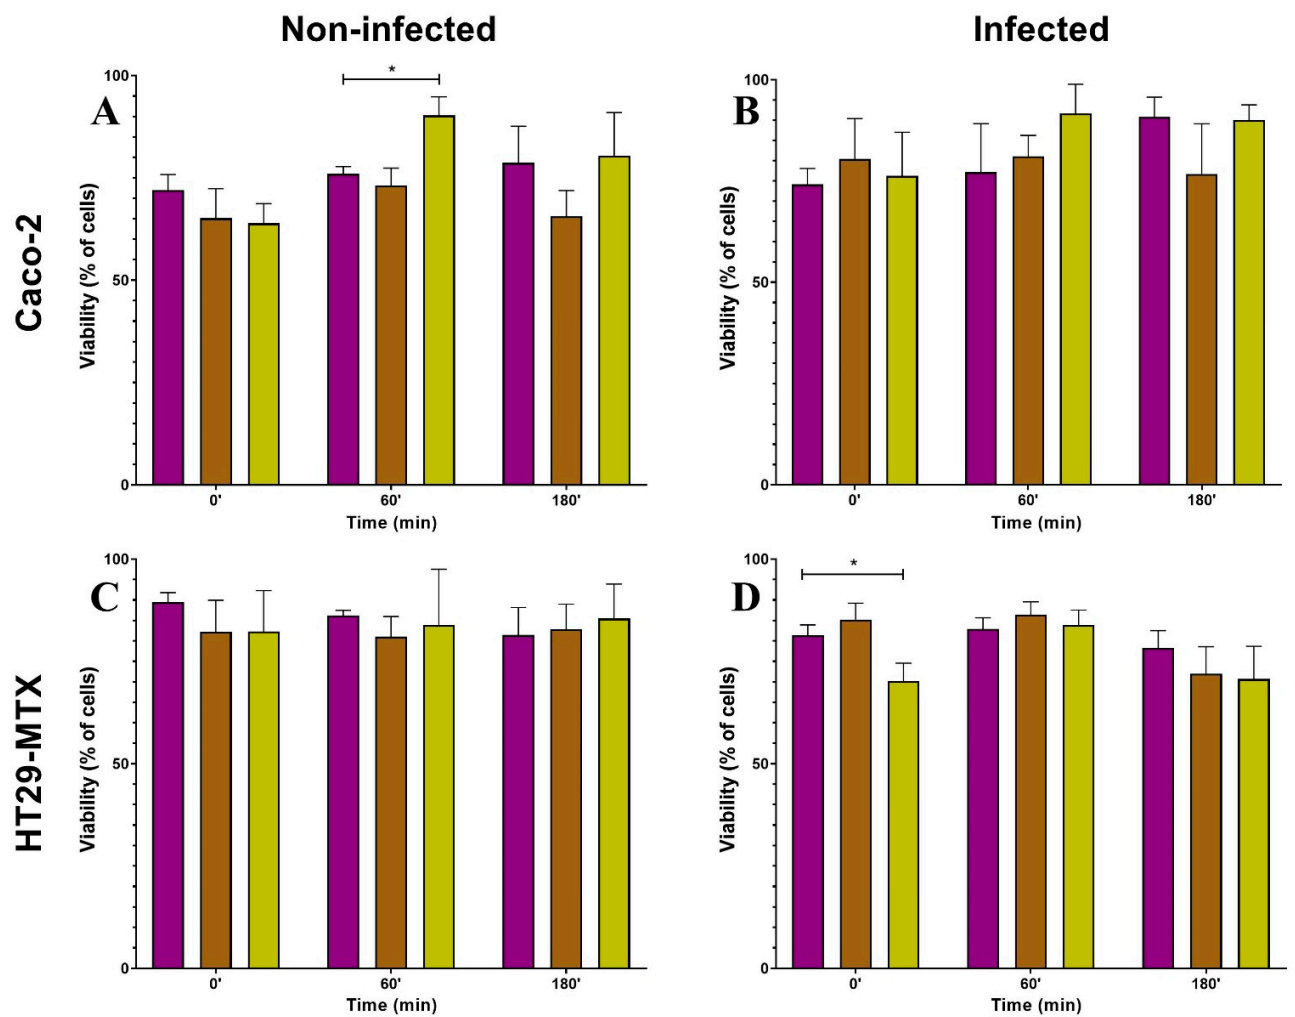 Non-infected
Infected
Caco-2
A
*
Viability (% of cells)
100
50
0
0'
60'
180'
Time (min)
B
Viability (% of cells)
100
50
0
0'
60'
180'
Time (min)
HT29-MTX
C
Viability (% of cells)
100
50
0
0'
60'
180'
Time (min)
D
*
Viability (% of cells)
100
50
0
0'
60'
180'
Time (min)